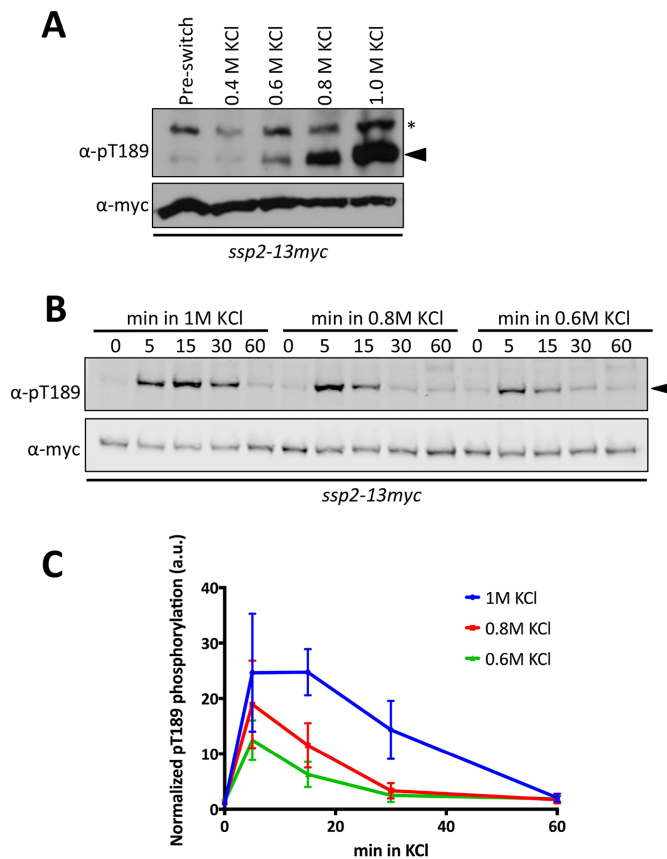 A
Pre-switch
0.4 M KCl
0.6 M KCl
0.8 M KCl
1.0 M KCl
*
α-pT189
α-myc
ssp2-13myc
B
min in 1M KCl min in 0.8M KCl min in 0.6M KCl
0 5 15 30 60 0 5 15 30 60 0 5 15 30 60
α-pT189
α-myc
ssp2-13myc
C
Normalized pT189 phosphorylation (a.u.)
40
30
20
10
0
0 20 40 60
min in KCl
1M KCl
0.8M KCl
0.6M KCl